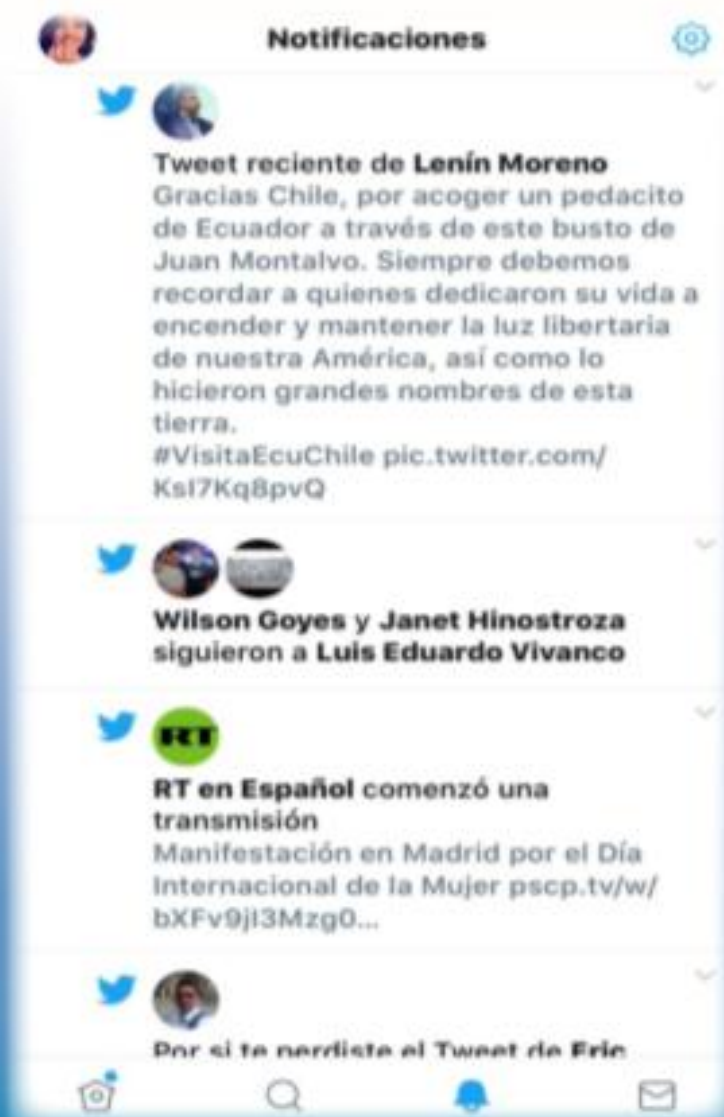 Notificaciones
Tweet reciente de Lenín Moreno
Gracias Chile, por acoger un pedacito
de Ecuador a través de este busto de
Juan Montalvo. Siempre debemos
recordar a quienes dedicaron su vida a
encender y mantener la luz libertaria
de nuestra América, así como lo
hicieron grandes nombres de esta
tierra.
#VisitaEcuChile pic.twitter.com/
KsI7Kq8pvQ
Wilson Goyes y Janet Hinostroza
siguieron a Luis Eduardo Vivanco
RT
RT en Español comenzó una
transmisión
Manifestación en Madrid por el Día
Internacional de la Mujer pscp.tv/w/
bXFv9jI3Mzg0...
Por si te perdiste el Tweet de Eric